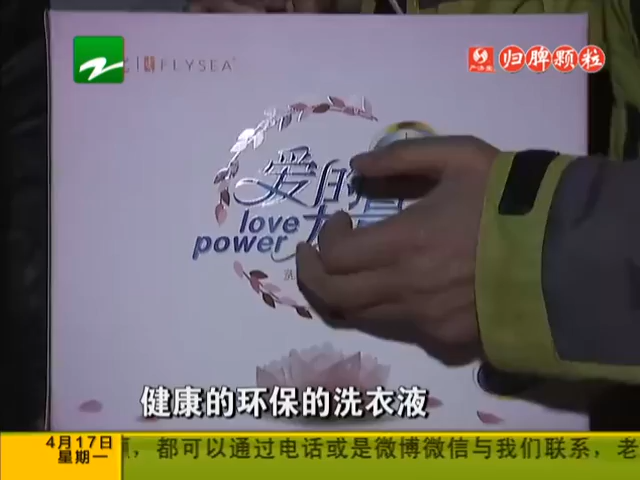 FLYSEA
归脾颗粒
爱的
love
power
健康的环保的洗衣液
4月17日
星期一
，都可以通过电话或是微博微信与我们联系，老